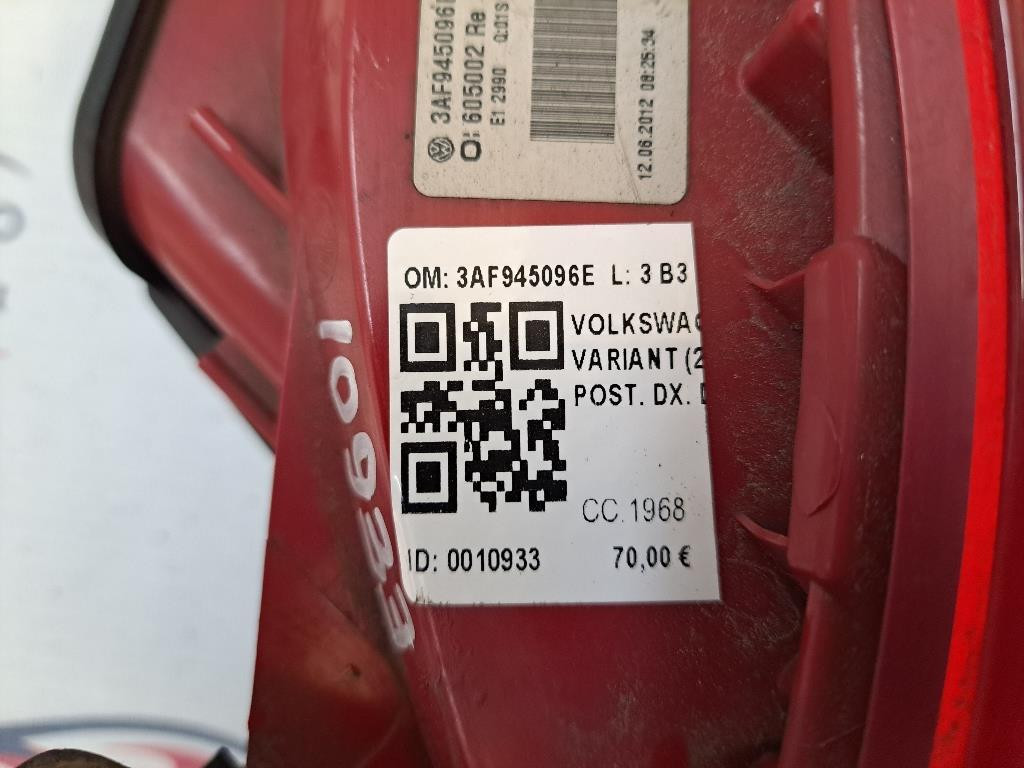 3AF945096
O: 605002 Re
E1 2990 Q:01S
12.06.2012 08:25:34
OM: 3AF945096E L: 3 B3
VOLKSWAG
VARIANT (2
POST. DX. D
CC.1968
ID: 0010933 70,00 €
10933